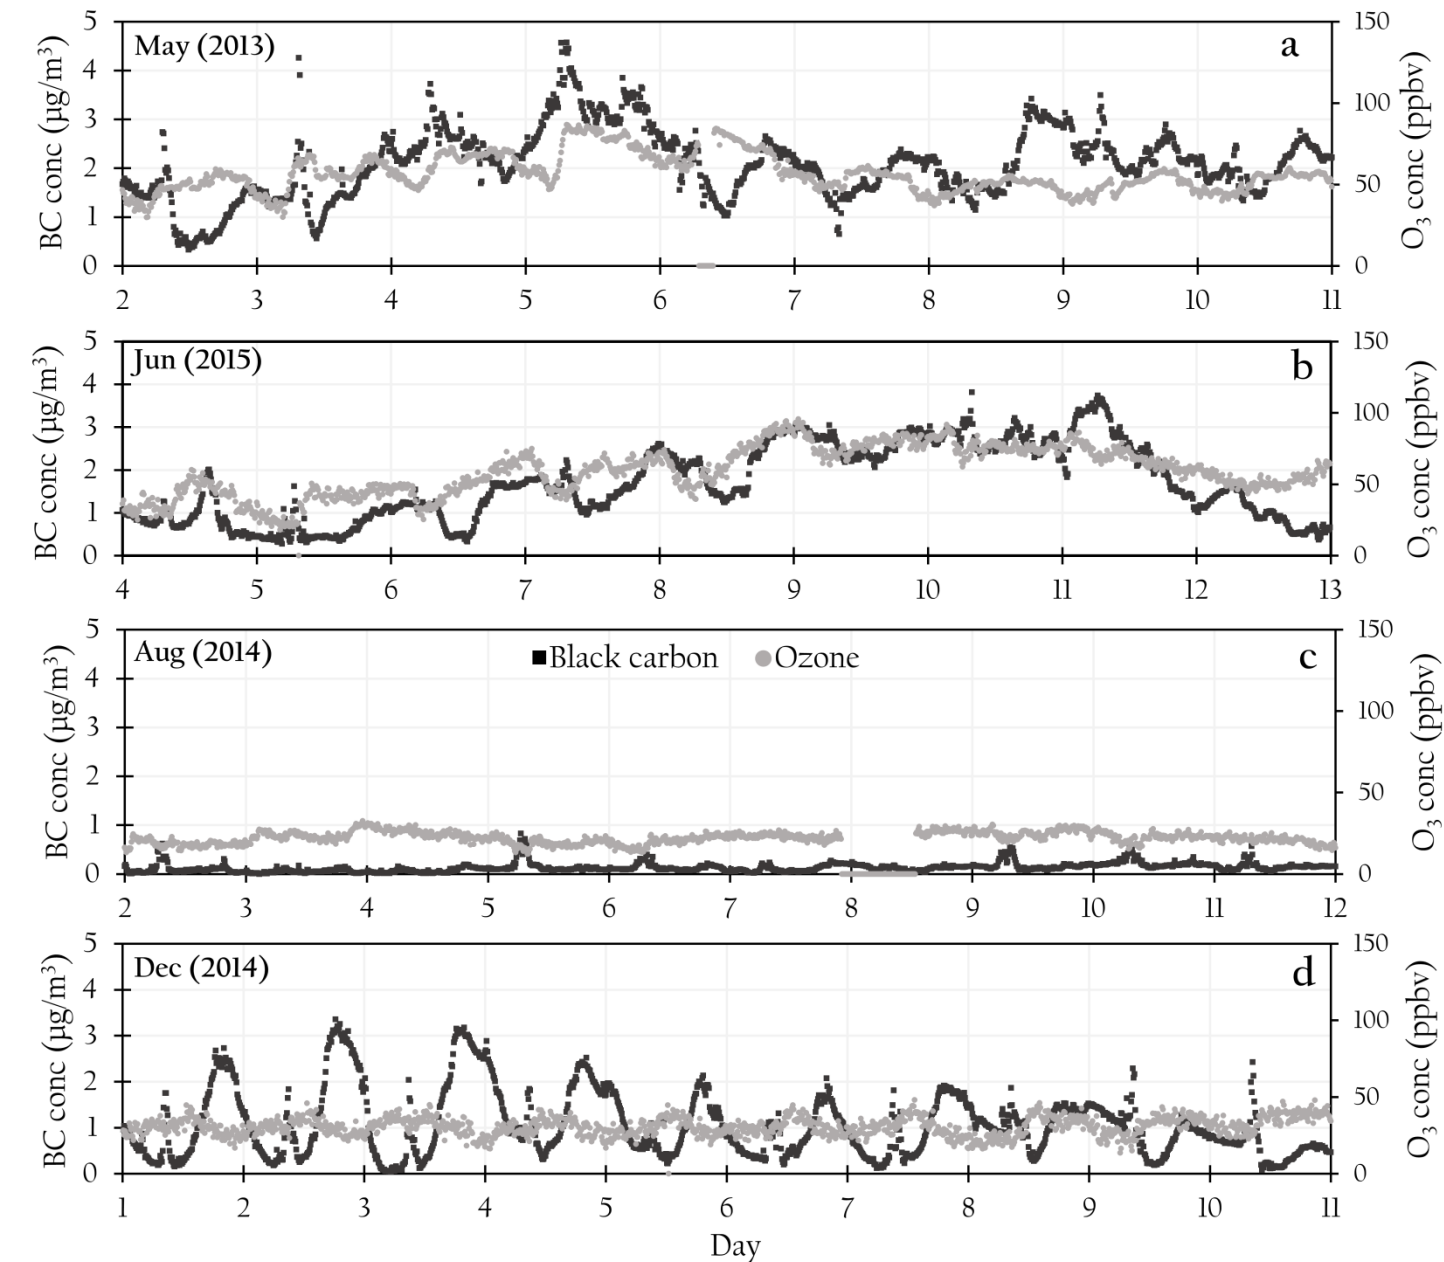 5 May (2013) a 150
4
3 100
2
50
1
0 0
BC conc (µg/m³)
O₃ conc (ppbv)
2 3 4 5 6 7 8 9 10 11
5 Jun (2015) b 150
4
3 100
2
50
1
0 0
BC conc (µg/m³)
O₃ conc (ppbv)
4 5 6 7 8 9 10 11 12 13
5 Aug (2014) Black carbon Ozone c 150
4
3 100
2
50
1
0 0
BC conc (µg/m³)
O₃ conc (ppbv)
2 3 4 5 6 7 8 9 10 11 12
5 Dec (2014) d 150
4
3 100
2
50
1
0 0
BC conc (µg/m³)
O₃ conc (ppbv)
1 2 3 4 5 6 7 8 9 10 11
Day